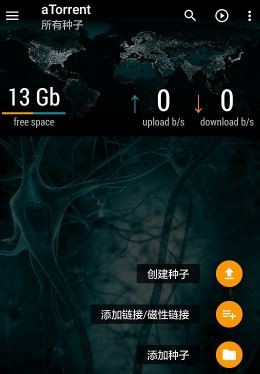 aTorrent
所有种子
13 Gb
free space
↑ 0
upload b/s
↓ 0
download b/s
创建种子
添加链接/磁性链接
添加种子